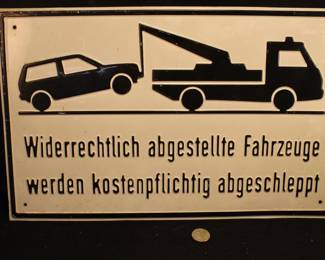 Widerrechtlich abgestellte Fahrzeuge
werden kostenpflichtig abgeschleppt